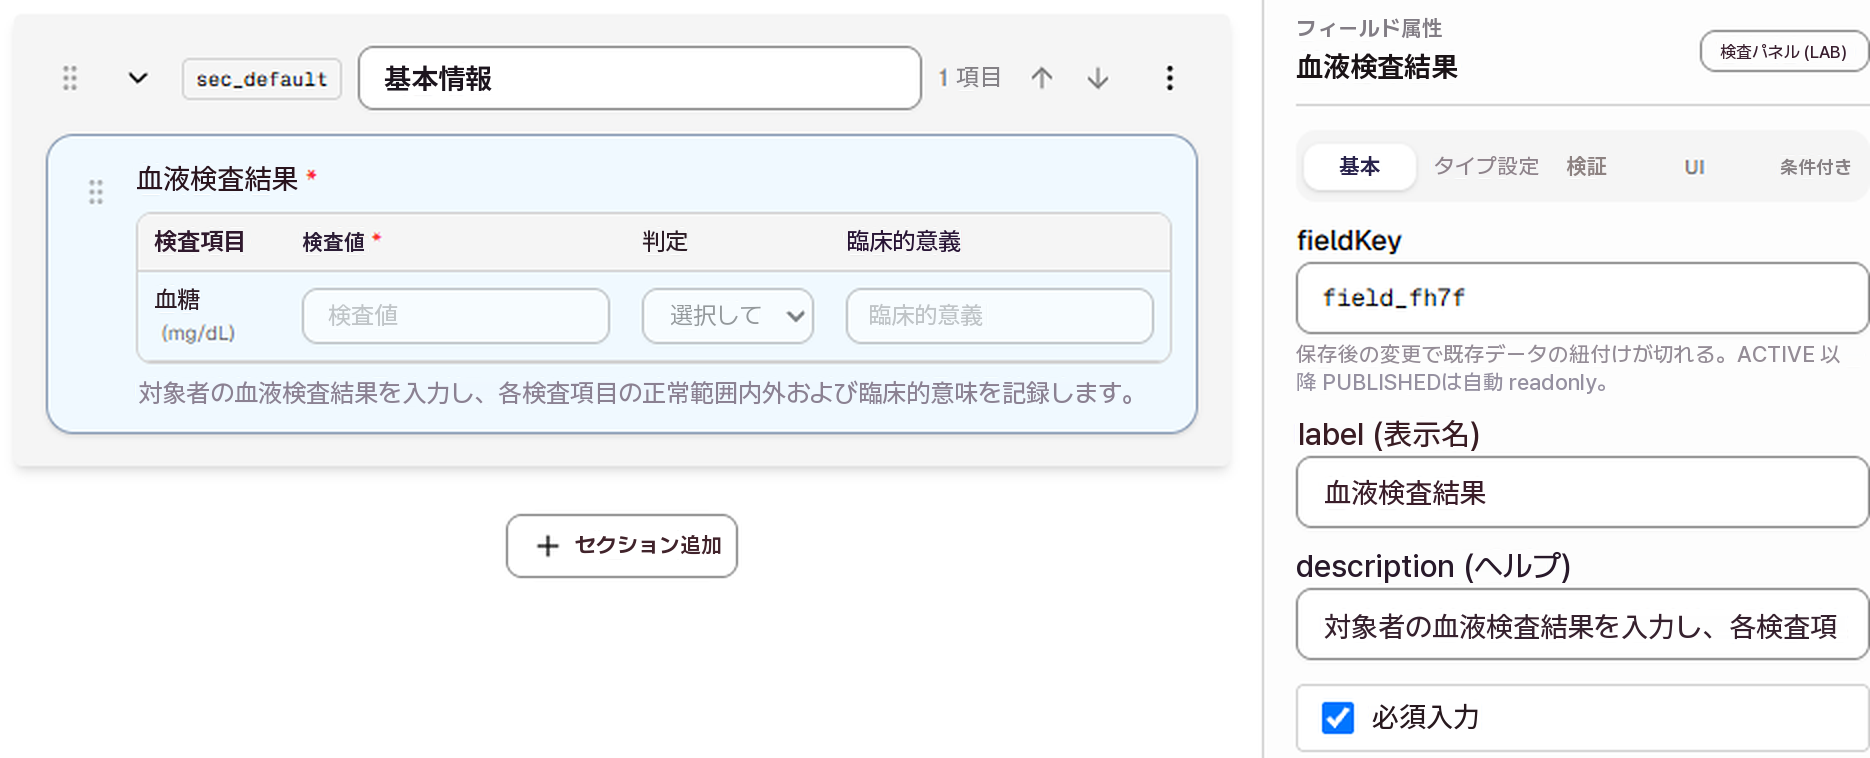 sec_default
基本情報
1 項目
血液検査結果 *
検査項目 検査値 * 判定 臨床的意義
血糖 検査値 選択して 臨床的意義
(mg/dL)
対象者の血液検査結果を入力し、各検査項目の正常範囲内外および臨床的意味を記録します。
セクション追加
フィールド属性
血液検査結果
検査パネル (LAB)
基本 タイプ設定 検証 UI 条件付き
fieldKey
field_fh7f
保存後の変更で既存データの紐付けが切れる。ACTIVE 以
降 PUBLISHEDは自動 readonly。
label (表示名)
血液検査結果
description (ヘルプ)
対象者の血液検査結果を入力し、各検査項
必須入力